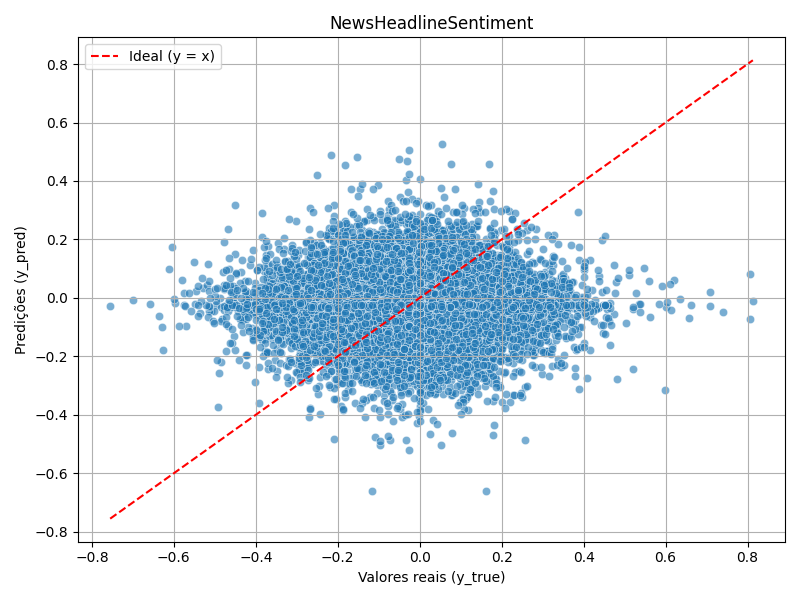 NewsHeadlineSentiment
Ideal (y = x)
0.8
0.6
0.4
0.2
0.0
−0.2
−0.4
−0.6
−0.8
Predições (y_pred)
−0.8 −0.6 −0.4 −0.2 0.0 0.2 0.4 0.6 0.8
Valores reais (y_true)